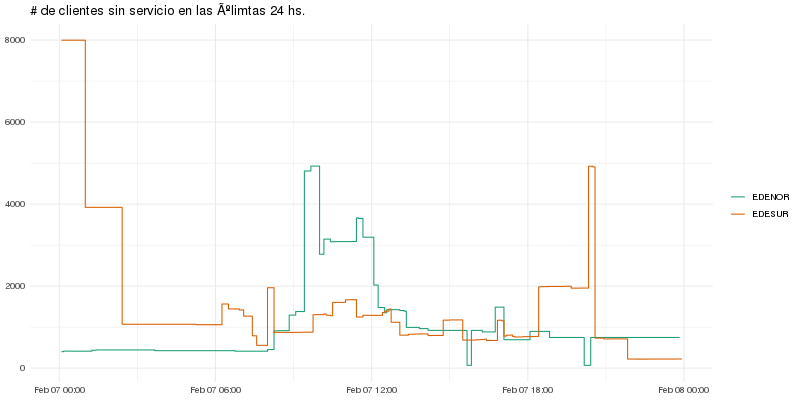 # de clientes sin servicio en las Ãºlimtas 24 hs.
8000
6000
4000
2000
0
EDENOR
EDESUR
Feb 07 00:00
Feb 07 06:00
Feb 07 12:00
Feb 07 18:00
Feb 08 00:00